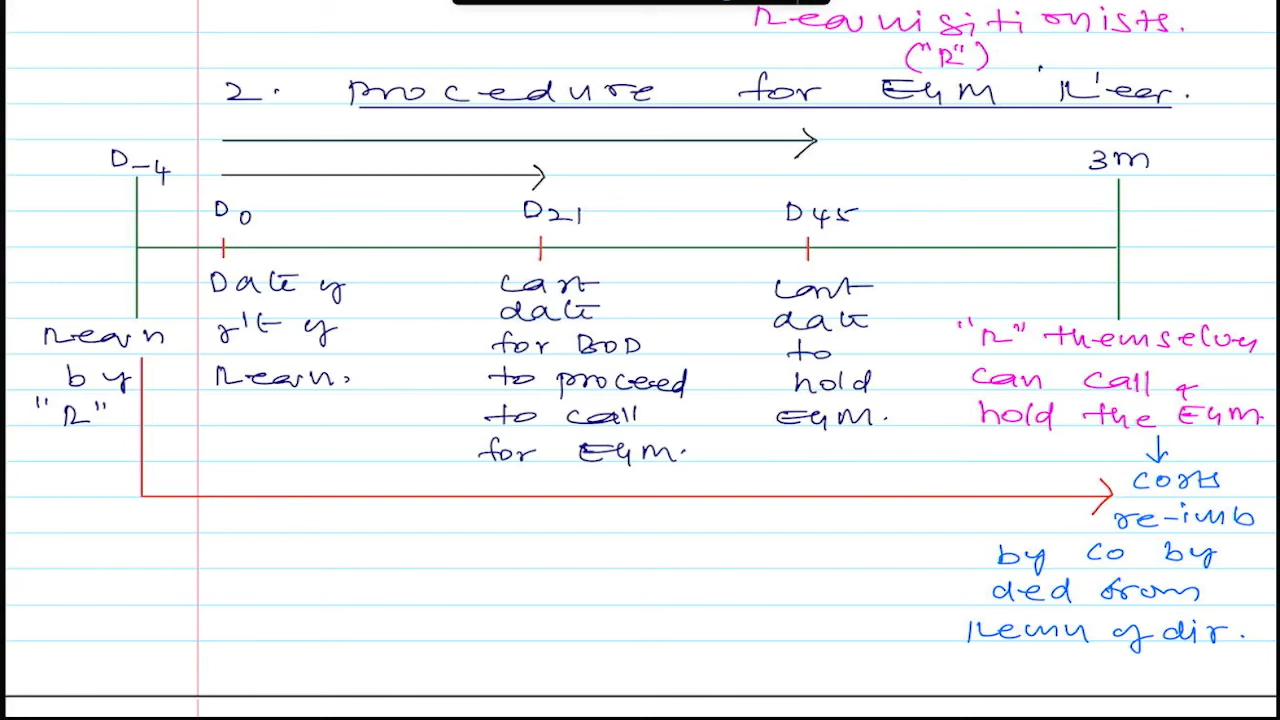 Requisitionists.
("R")
2. Procedure for EGM Req.
D-4
3m
D0
D21
D45
Date of
r't of
Reqn.
Last
date
for BOD
to proceed
to call
for EGM.
Last
date
to
hold
EGM.
Reqn
by
"R"
"R" themselves
can call &
hold the EGM
costs
re-imb
by co by
ded from
Remn of dir.